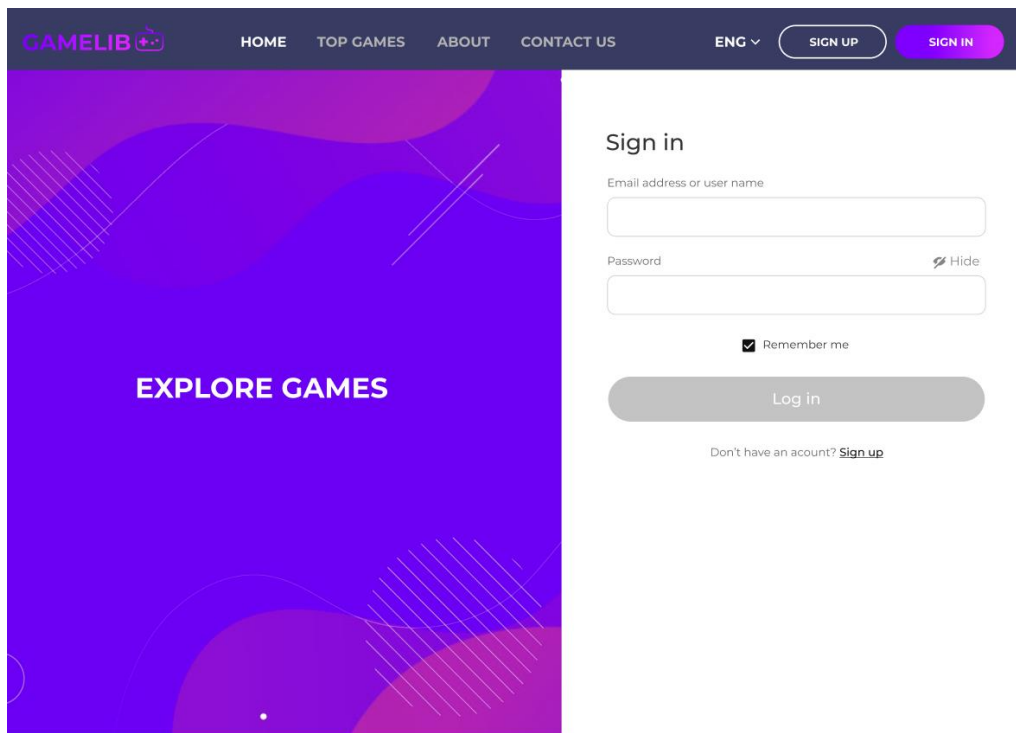 GAMELIB HOME TOP GAMES ABOUT CONTACT US ENG SIGN UP SIGN IN
EXPLORE GAMES
Sign in
Email address or user name
Password Hide
Remember me
Log in
Don't have an acount? Sign up